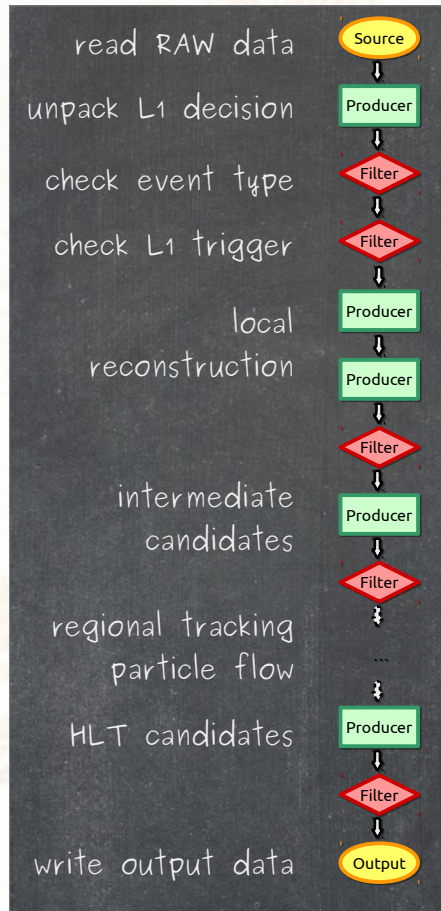 read RAW data
Source
unpack L1 decision
Producer
check event type
Filter
check L1 trigger
Filter
local
reconstruction
Producer
Producer
Filter
intermediate
candidates
Producer
Filter
regional tracking
particle flow
...
HLT candidates
Producer
Filter
write output data
Output